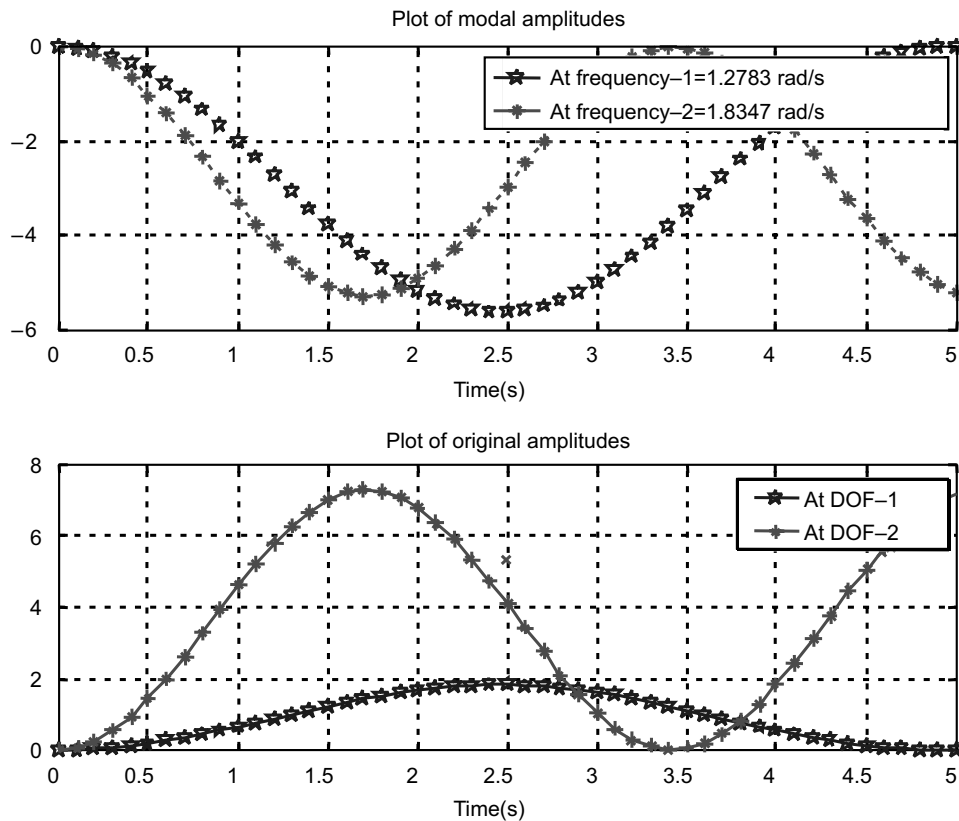 Plot of modal amplitudes
0
At frequency–1=1.2783 rad/s
At frequency–2=1.8347 rad/s
–2
–4
–6
0 0.5 1 1.5 2 2.5 3 3.5 4 4.5 5
Time(s)
Plot of original amplitudes
8
At DOF–1
At DOF–2
6
4
2
0
0 0.5 1 1.5 2 2.5 3 3.5 4 4.5 5
Time(s)